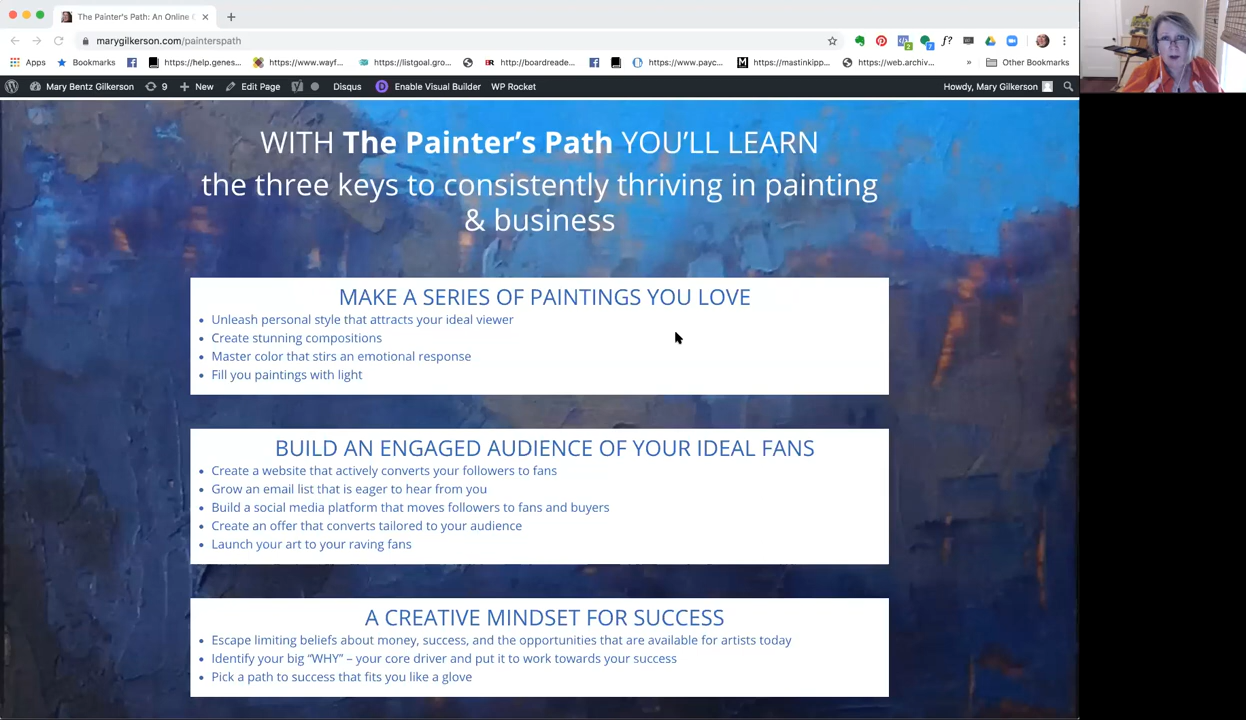 The Painter's Path: An Online C
marygilkerson.com/painterspath
2
7
f?
Apps
Bookmarks
https://help.genes...
https://www.wayf...
https://listgoal.gro...
BR
http://boardreade...
https://www.payc...
M
https://mastinkipp...
https://web.archiv...
»
Other Bookmarks
Mary Bentz Gilkerson
9
New
Edit Page
Disqus
D
Enable Visual Builder
WP Rocket
Howdy, Mary Gilkerson
WITH The Painter's Path YOU'LL LEARN
the three keys to consistently thriving in painting
& business
MAKE A SERIES OF PAINTINGS YOU LOVE
• Unleash personal style that attracts your ideal viewer
• Create stunning compositions
• Master color that stirs an emotional response
• Fill you paintings with light
BUILD AN ENGAGED AUDIENCE OF YOUR IDEAL FANS
• Create a website that actively converts your followers to fans
• Grow an email list that is eager to hear from you
• Build a social media platform that moves followers to fans and buyers
• Create an offer that converts tailored to your audience
• Launch your art to your raving fans
A CREATIVE MINDSET FOR SUCCESS
• Escape limiting beliefs about money, success, and the opportunities that are available for artists today
• Identify your big “WHY” – your core driver and put it to work towards your success
• Pick a path to success that fits you like a glove